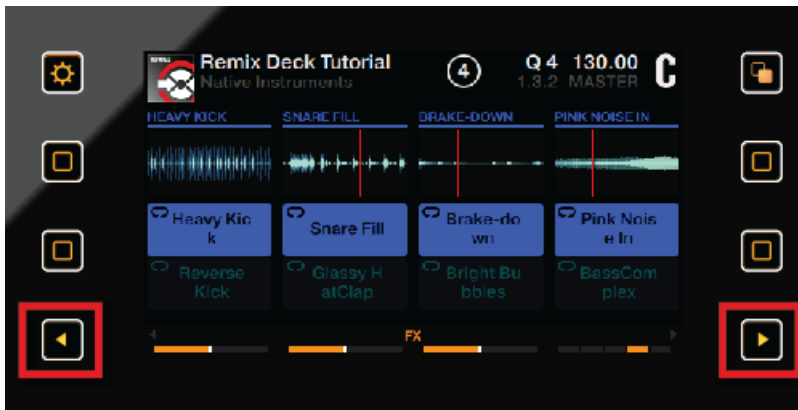 Remix Deck Tutorial
Native Instruments
4
Q 4 130.00
1.3.2 MASTER
C
HEAVY KICK
SNARE FILL
BRAKE-DOWN
PINK NOISE IN
Heavy Kic
k
Snare Fill
Brake-do
wn
Pink Nois
e In
Reverse
Kick
Glassy H
atClap
Bright Bu
bbles
BassCom
plex
FX